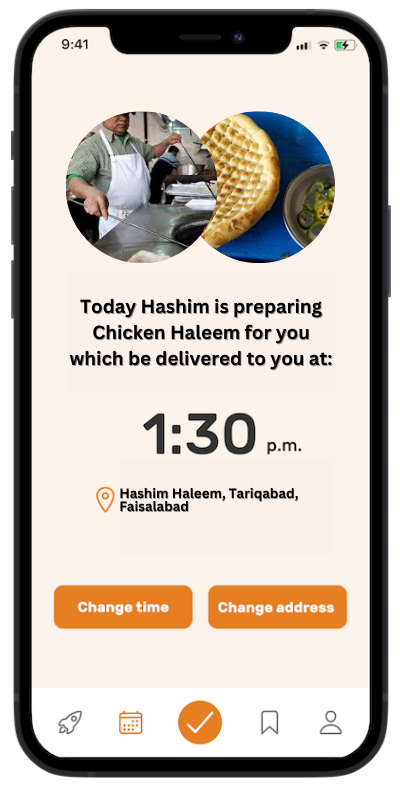 9:41
Today Hashim is preparing
Chicken Haleem for you
which be delivered to you at:
1:30 p.m.
Hashim Haleem, Tariqabad,
Faisalabad
Change time
Change address